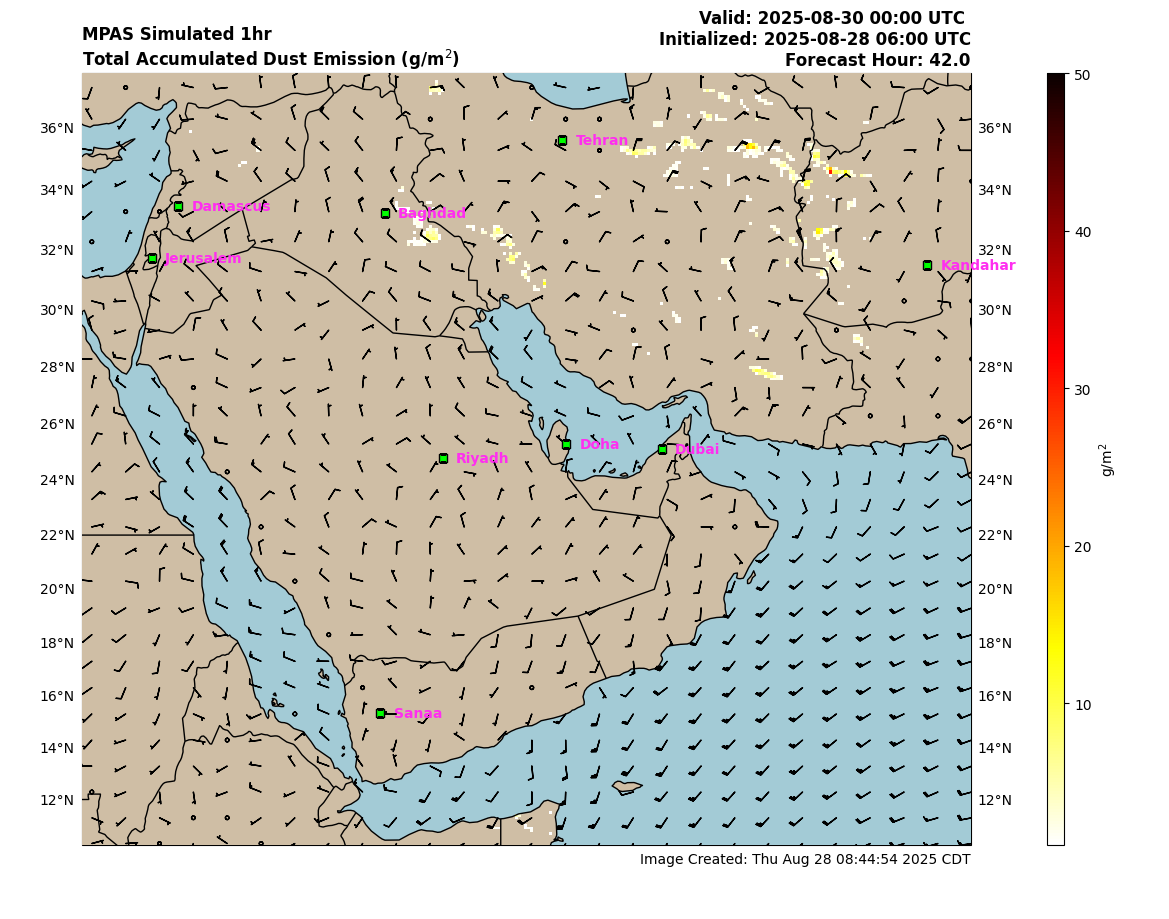 MPAS Simulated 1hr
Total Accumulated Dust Emission (g/m²)
Valid: 2025-08-30 00:00 UTC
Initialized: 2025-08-28 06:00 UTC
Forecast Hour: 42.0
36°N 36°N
34°N 34°N
32°N 32°N
30°N 30°N
28°N 28°N
26°N 26°N
24°N 24°N
22°N 22°N
20°N 20°N
18°N 18°N
16°N 16°N
14°N 14°N
12°N 12°N
Tehran
Damascus
Baghdad
Jerusalem
Kandahar
Doha
Dubai
Riyadh
Sanaa
50
40
30
20
10
g/m²
Image Created: Thu Aug 28 08:44:54 2025 CDT